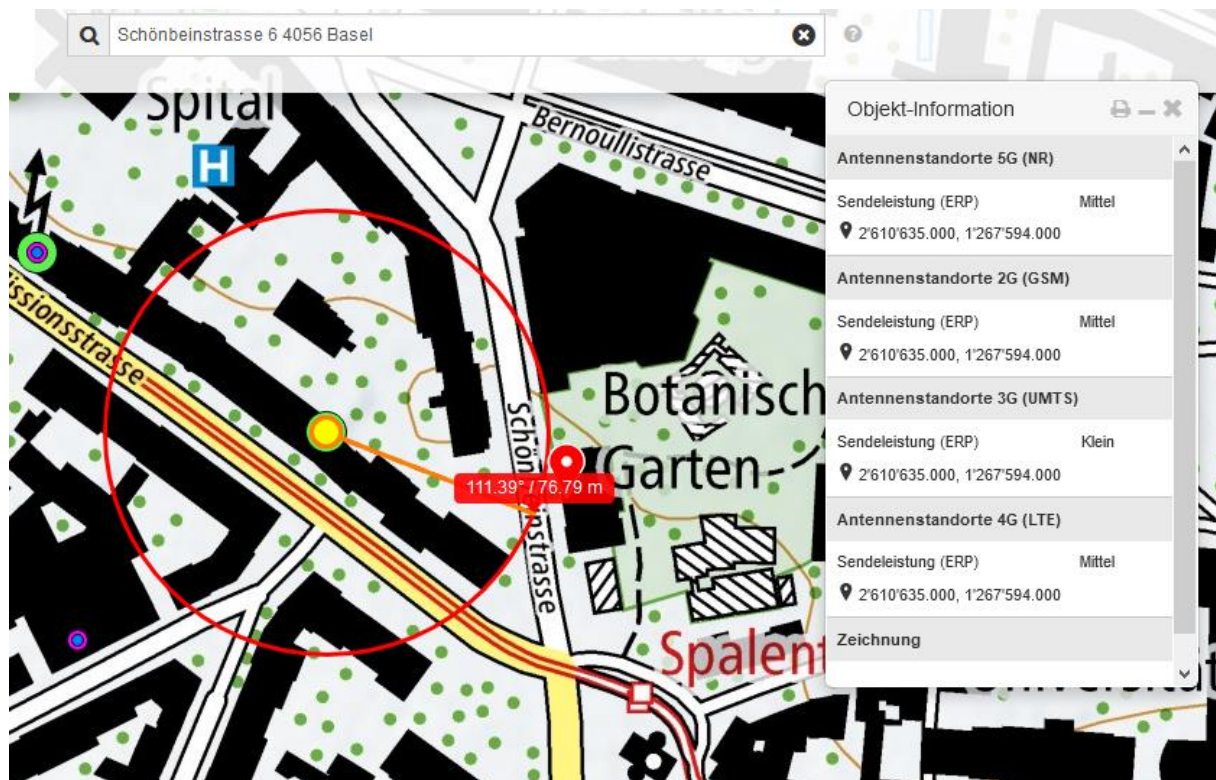 Schönbeinstrasse 6 4056 Basel
?
Spital
H
Bernoullistrasse
Missionsstrasse
Botanisch
Garten
Schönbeinstrasse
111.39° / 76.79 m
Spalent
Objekt-Information
Antennenstandorte 5G (NR)
Sendeleistung (ERP) Mittel
2'610'635.000, 1'267'594.000
Antennenstandorte 2G (GSM)
Sendeleistung (ERP) Mittel
2'610'635.000, 1'267'594.000
Antennenstandorte 3G (UMTS)
Sendeleistung (ERP) Klein
2'610'635.000, 1'267'594.000
Antennenstandorte 4G (LTE)
Sendeleistung (ERP) Mittel
2'610'635.000, 1'267'594.000
Zeichnung